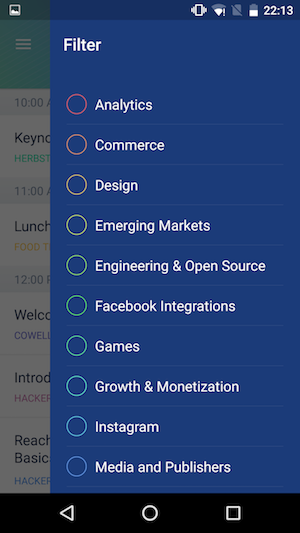 22:13
Filter
10:00 A
Analytics
Keyno
Commerce
HERBST
Design
11:00 A
Lunch
Emerging Markets
FOOD T
Engineering & Open Source
12:00 P
Facebook Integrations
Welco
COWELL
Games
Introd
Growth & Monetization
HACKER
Instagram
Reach
Basics
Media and Publishers
HACKER